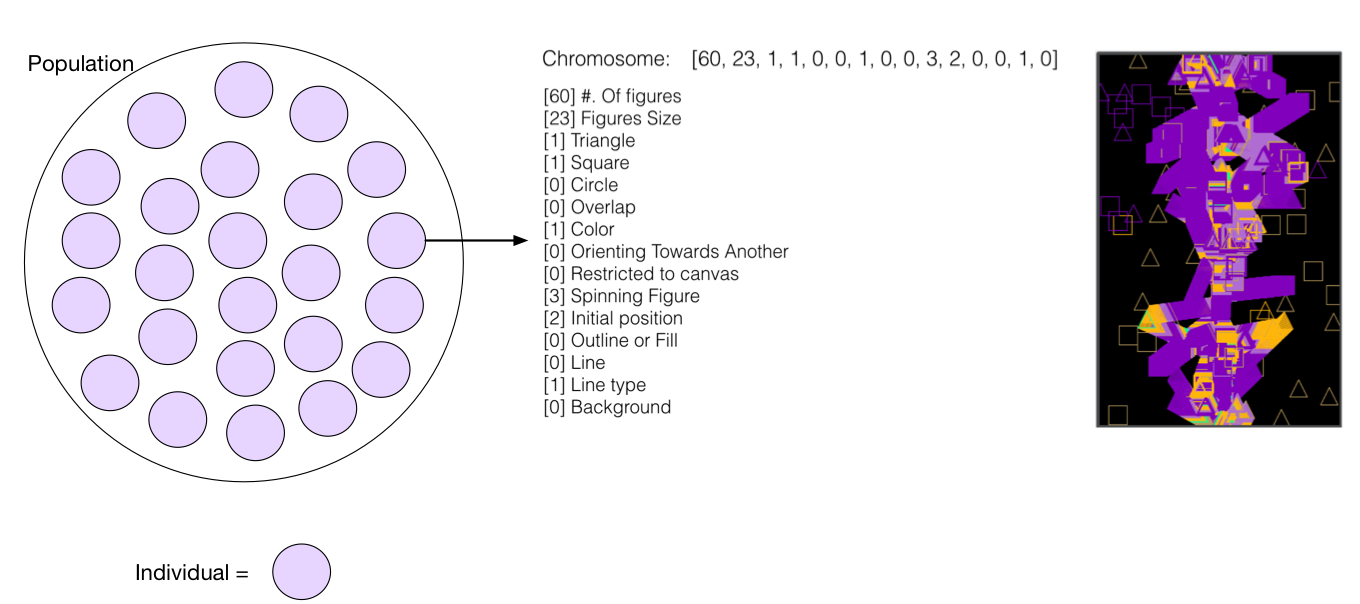 Population
Chromosome: [60, 23, 1, 1, 0, 0, 1, 0, 0, 3, 2, 0, 0, 1, 0]
[60] #. Of figures
[23] Figures Size
[1] Triangle
[1] Square
[0] Circle
[0] Overlap
[1] Color
[0] Orienting Towards Another
[0] Restricted to canvas
[3] Spinning Figure
[2] Initial position
[0] Outline or Fill
[0] Line
[1] Line type
[0] Background
Individual =